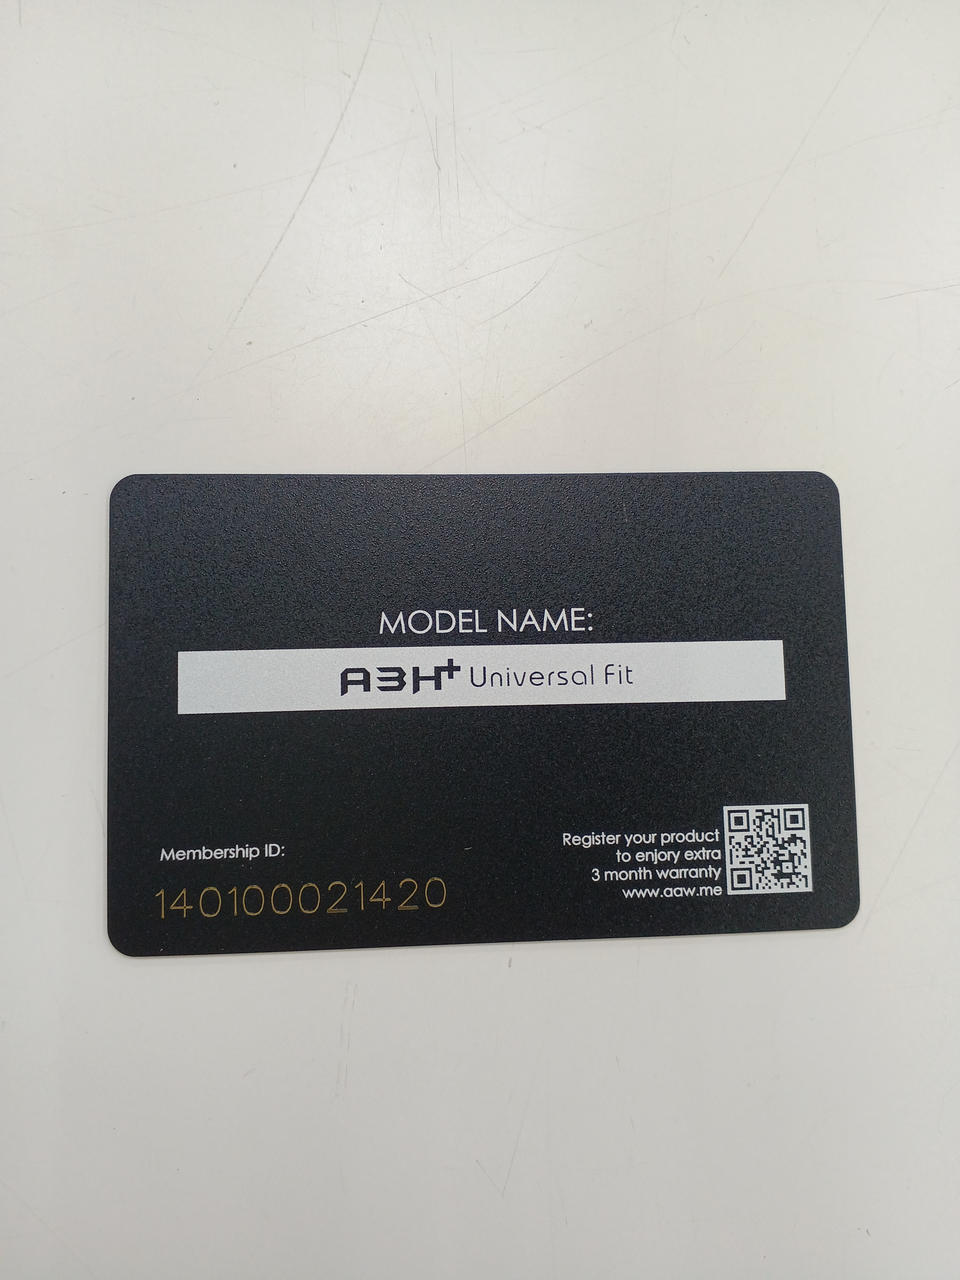 MODEL NAME:
A3H+ Universal Fit
Membership ID:
140100021420
Register your product
to enjory extra
3 month warranty
www.aaw.me